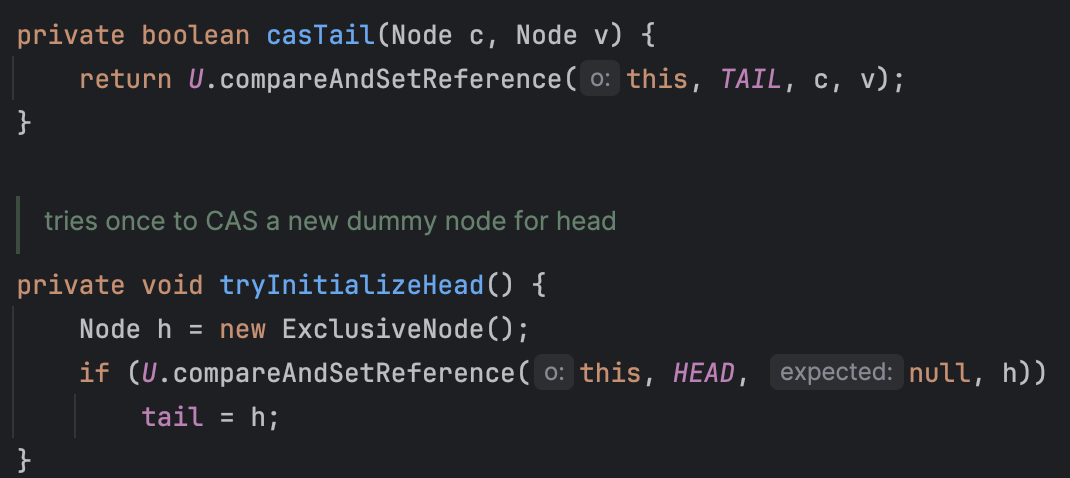 private boolean casTail(Node c, Node v) {
    return U.compareAndSetReference( o: this, TAIL, c, v);
}
tries once to CAS a new dummy node for head
private void tryInitializeHead() {
    Node h = new ExclusiveNode();
    if (U.compareAndSetReference( o: this, HEAD, expected: null, h))
        tail = h;
}